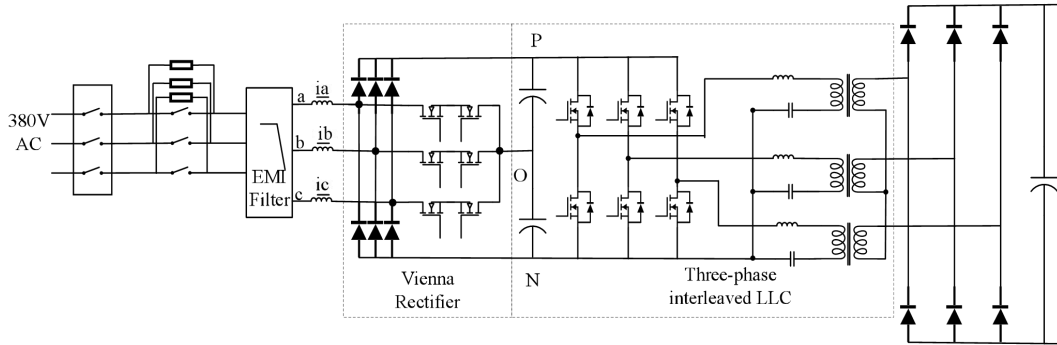 380V
AC
EMI
Filter
a
ia
b
ib
c
ic
P
O
N
Vienna
Rectifier
Three-phase
interleaved LLC